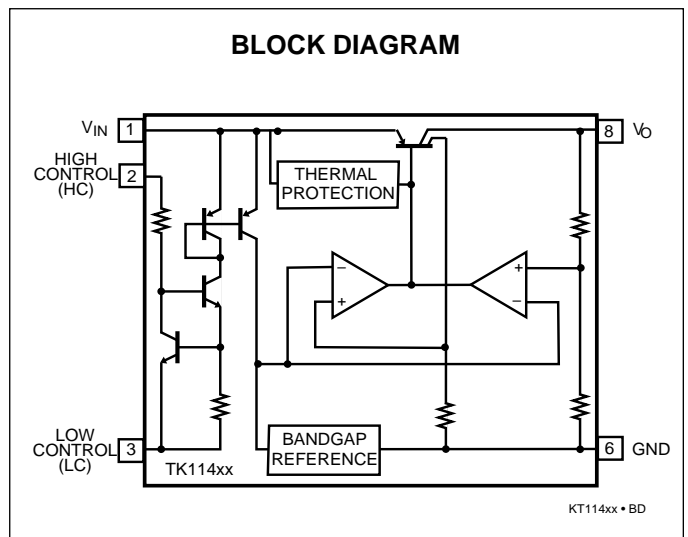 BLOCK DIAGRAM
VIN 1
8 VO
HIGH
CONTROL
(HC)
2
THERMAL
PROTECTION
−
+
+
−
LOW
CONTROL
(LC)
3
TK114xx
BANDGAP
REFERENCE
6 GND
KT114xx • BD